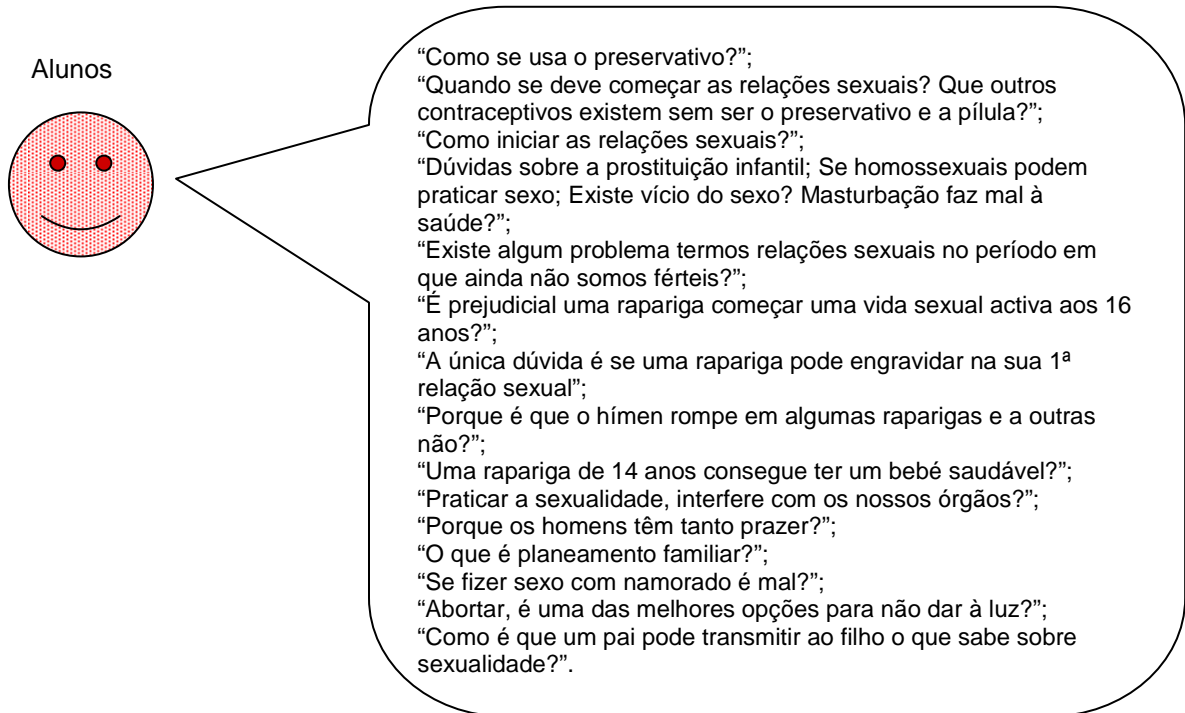 Alunos
“Como se usa o preservativo?”;
“Quando se deve começar as relações sexuais? Que outros
contraceptivos existem sem ser o preservativo e a pílula?”;
“Como iniciar as relações sexuais?”;
“Dúvidas sobre a prostituição infantil; Se homossexuais podem
praticar sexo; Existe vício do sexo? Masturbação faz mal à
saúde?”;
“Existe algum problema termos relações sexuais no período em
que ainda não somos férteis?”;
“É prejudicial uma rapariga começar uma vida sexual activa aos 16
anos?”;
“A única dúvida é se uma rapariga pode engravidar na sua 1ª
relação sexual”;
“Porque é que o hímen rompe em algumas raparigas e a outras
não?”;
“Uma rapariga de 14 anos consegue ter um bebé saudável?”;
“Praticar a sexualidade, interfere com os nossos órgãos?”;
“Porque os homens têm tanto prazer?”;
“O que é planeamento familiar?”;
“Se fizer sexo com namorado é mal?”;
“Abortar, é uma das melhores opções para não dar à luz?”;
“Como é que um pai pode transmitir ao filho o que sabe sobre
sexualidade?”.